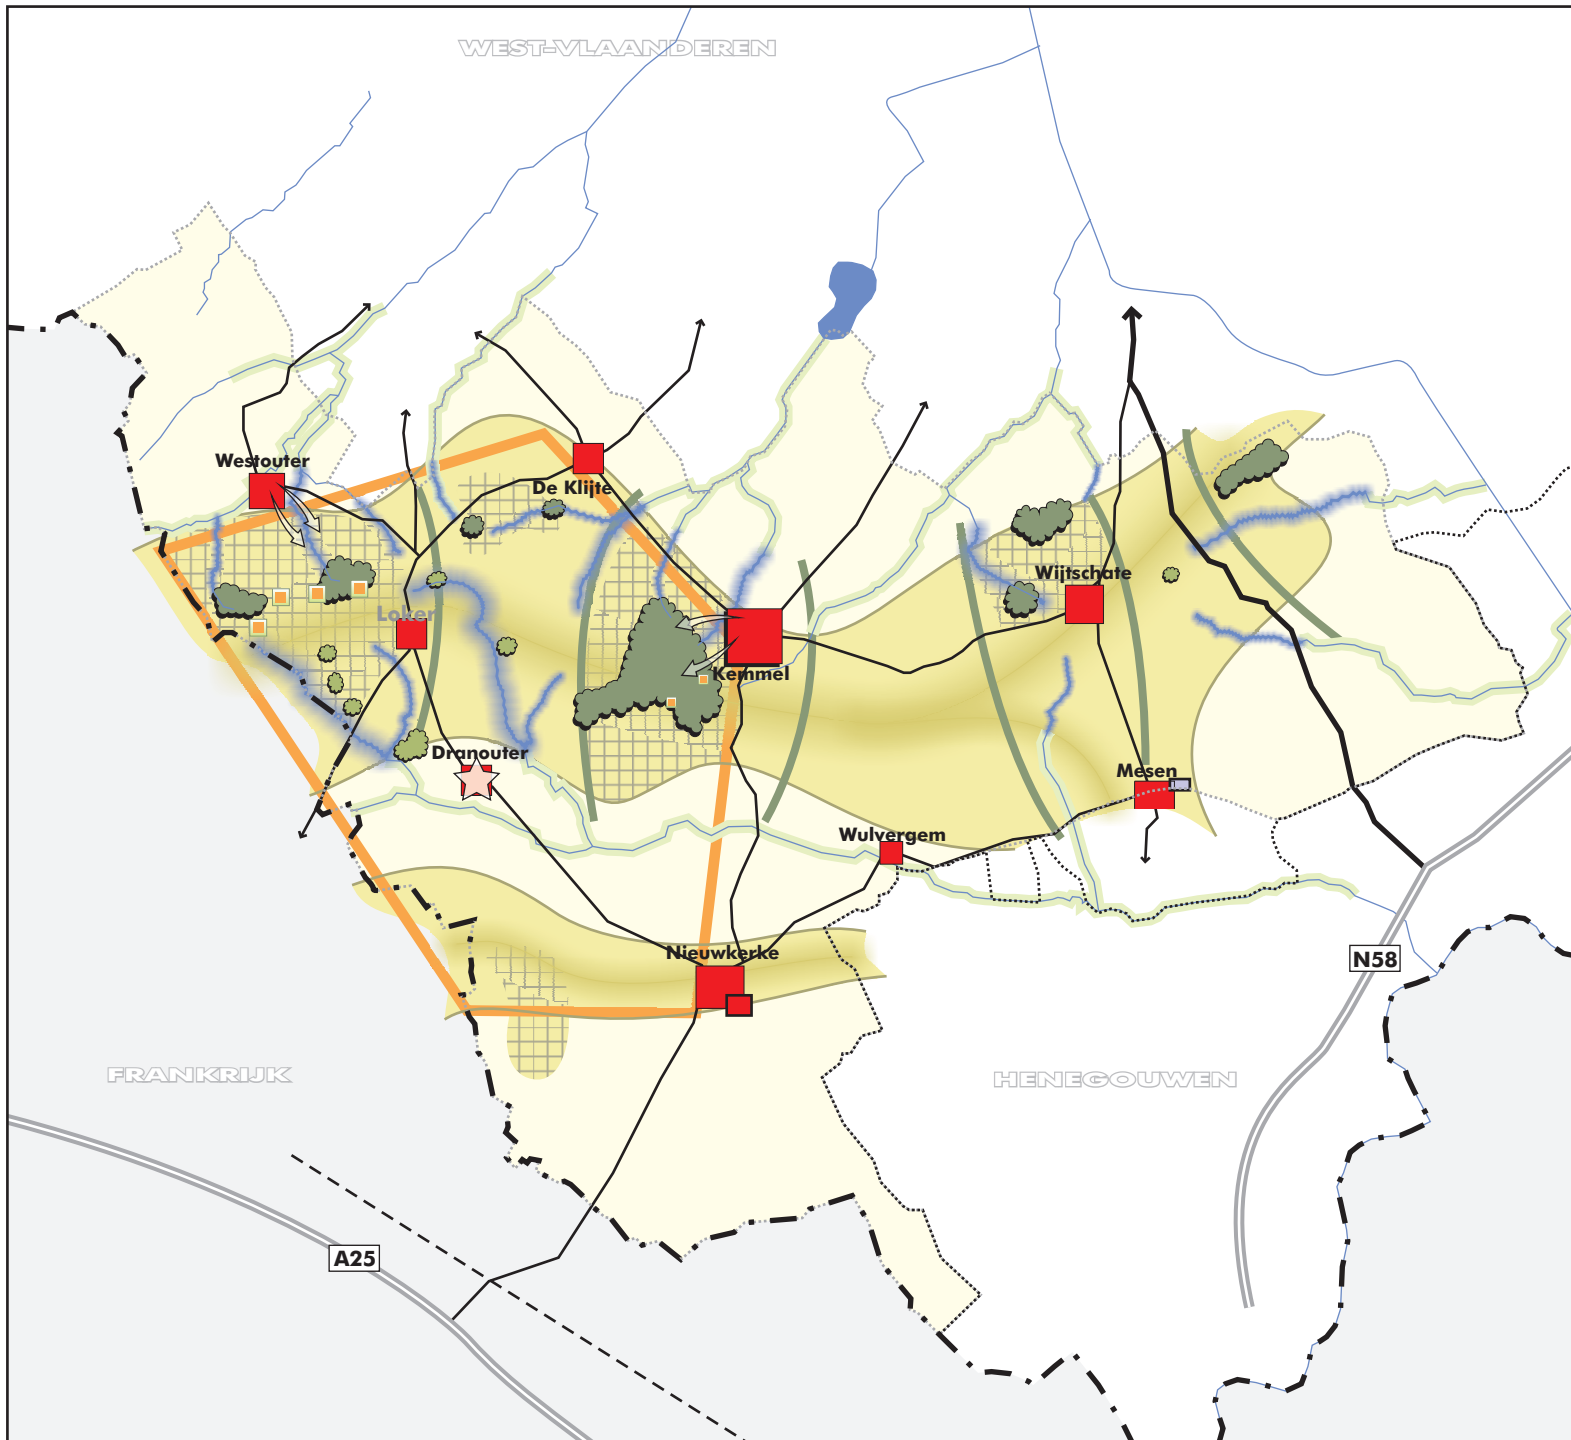 WEST-VLAANDEREN
Westouter
De Klijte
Wijtschate
Loker
Kemmel
Dranouter
Mesen
Wulvergem
Nieuwkerke
N58
FRANKRIJK
HENEGOUWEN
A25